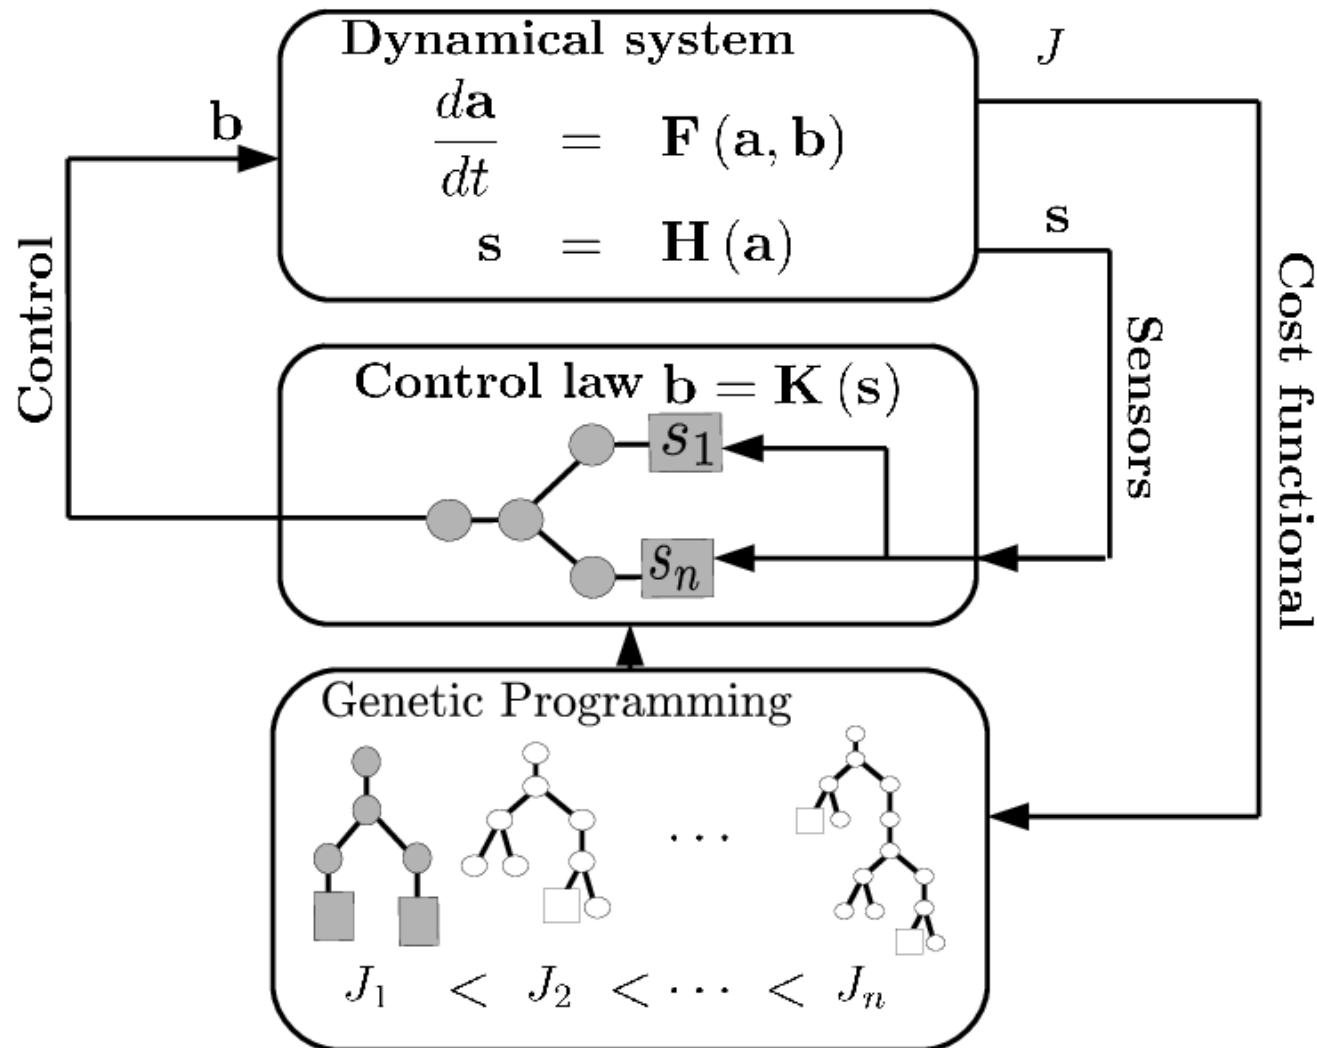 Dynamical system
J
da/dt = F (a, b)
b
s = H (a)
s
Control
Sensors
Cost functional
Control law b = K (s)
s1
sn
Genetic Programming
...
J1 < J2 < ... < Jn